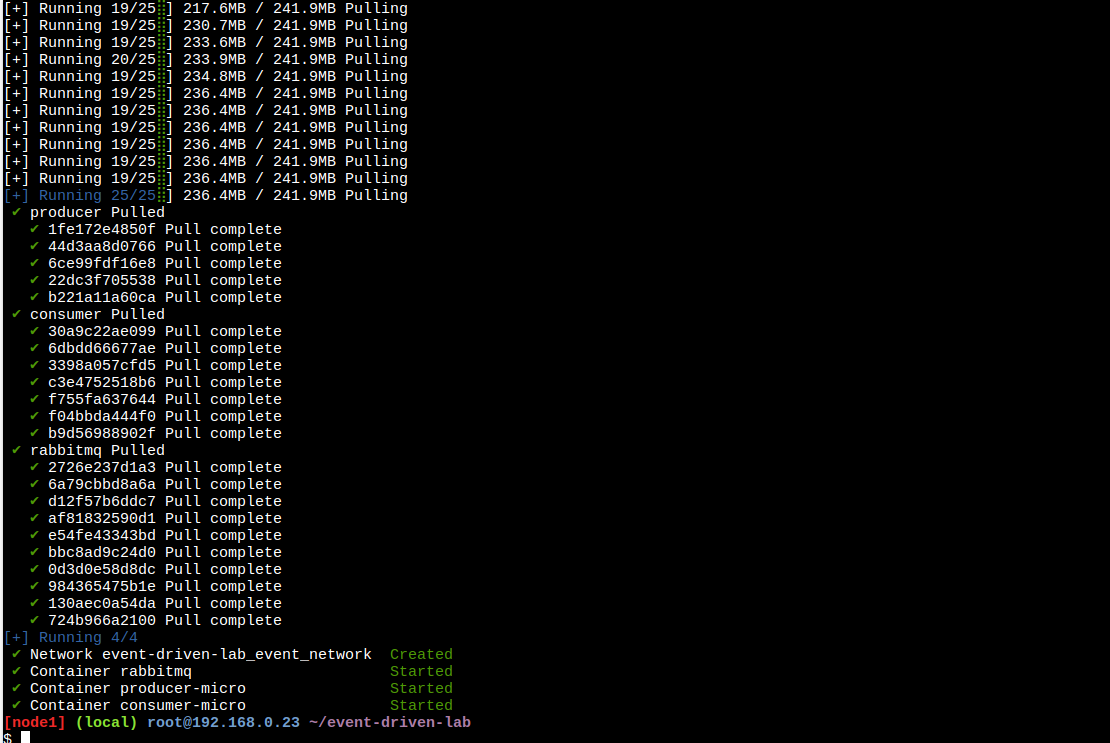 [+] Running 19/25⣿] 217.6MB / 241.9MB Pulling
[+] Running 19/25⣿] 230.7MB / 241.9MB Pulling
[+] Running 19/25⣿] 233.6MB / 241.9MB Pulling
[+] Running 20/25⣿] 233.9MB / 241.9MB Pulling
[+] Running 19/25⣿] 234.8MB / 241.9MB Pulling
[+] Running 19/25⣿] 236.4MB / 241.9MB Pulling
[+] Running 19/25⣿] 236.4MB / 241.9MB Pulling
[+] Running 19/25⣿] 236.4MB / 241.9MB Pulling
[+] Running 19/25⣿] 236.4MB / 241.9MB Pulling
[+] Running 19/25⣿] 236.4MB / 241.9MB Pulling
[+] Running 19/25⣿] 236.4MB / 241.9MB Pulling
[+] Running 25/25⣿] 236.4MB / 241.9MB Pulling
✔ producer Pulled
✔ 1fe172e4850f Pull complete
✔ 44d3aa8d0766 Pull complete
✔ 6ce99fdf16e8 Pull complete
✔ 22dc3f705538 Pull complete
✔ b221a11a60ca Pull complete
✔ consumer Pulled
✔ 30a9c22ae099 Pull complete
✔ 6dbdd66677ae Pull complete
✔ 3398a057cfd5 Pull complete
✔ c3e4752518b6 Pull complete
✔ f755fa637644 Pull complete
✔ f04bbda444f0 Pull complete
✔ b9d56988902f Pull complete
✔ rabbitmq Pulled
✔ 2726e237d1a3 Pull complete
✔ 6a79cbbd8a6a Pull complete
✔ d12f57b6ddc7 Pull complete
✔ af81832590d1 Pull complete
✔ e54fe43343bd Pull complete
✔ bbc8ad9c24d0 Pull complete
✔ 0d3d0e58d8dc Pull complete
✔ 984365475b1e Pull complete
✔ 130aec0a54da Pull complete
✔ 724b966a2100 Pull complete
[+] Running 4/4
✔ Network event-driven-lab_event_network Created
✔ Container rabbitmq Started
✔ Container producer-micro Started
✔ Container consumer-micro Started
[node1] (local) root@192.168.0.23 ~/event-driven-lab
$